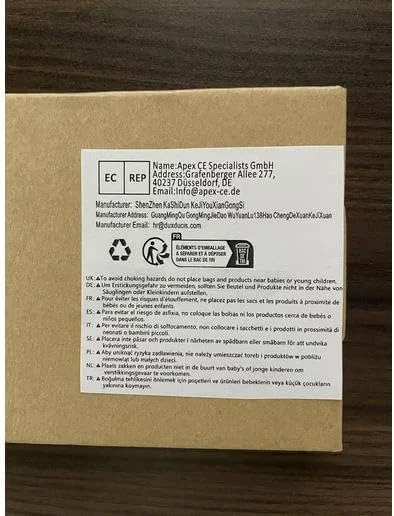 EC REP
Name:Apex CE Specialists GmbH
Address:Grafenberger Allee 277,
40237 Düsseldorf, DE
Email:Info@apex-ce.de
Manufacturer: ShenZhen KaShiDun KeJiYouXianGongSi
Manufacturer Address: GuangMingQu GongMingJieDao WuYuanLu138Hao ChengDeXuanKeJiXuan
Manufacturer Email: hr@duxducis.com
FR
ÉLÉMENTS D'EMBALLAGE
À SÉPARER ET À DÉPOSER
DANS LE BAC DE TRI
UK:⚠To avoid choking hazards do not place bags and products near babies or young children.
DE:⚠Um Erstickungsgefahr zu vermeiden, sollten Sie Beutel und Produkte nicht in der Nähe von
Säuglingen oder Kleinkindern aufstellen.
FR:⚠Pour éviter les risques d'étouffement, ne placez pas les sacs et les produits à proximité de
bébés ou de jeunes enfants.
ES:⚠Para evitar el riesgo de asfixia, no coloque las bolsas ni los productos cerca de bebés o
niños pequeños.
IT:⚠Per evitare il rischio di soffocamento, non collocare i sacchetti e i prodotti in prossimità di
neonati o bambini piccoli.
SE:⚠Placera inte påsar och produkter i närheten av spädbarn eller småbarn för att undvika
kvävningsrisk.
PL:⚠Aby uniknąć ryzyka zadławienia, nie należy umieszczać toreb i produktów w pobliżu
niemowląt lub małych dzieci.
NL:⚠Plaats zakken en producten niet in de buurt van baby's of jonge kinderen om
verstikkingsgevaar te voorkomen.
TR:⚠Boğulma tehlikesini önlemek için poşetleri ve ürünleri bebeklerin veya küçük çocukların
yakınına koymayın.